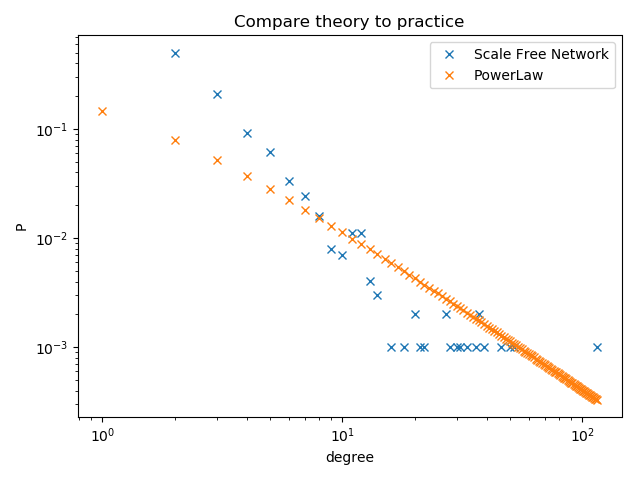 Compare theory to practice
Scale Free Network
PowerLaw
P
10⁻¹
10⁻²
10⁻³
10⁰
10¹
10²
degree